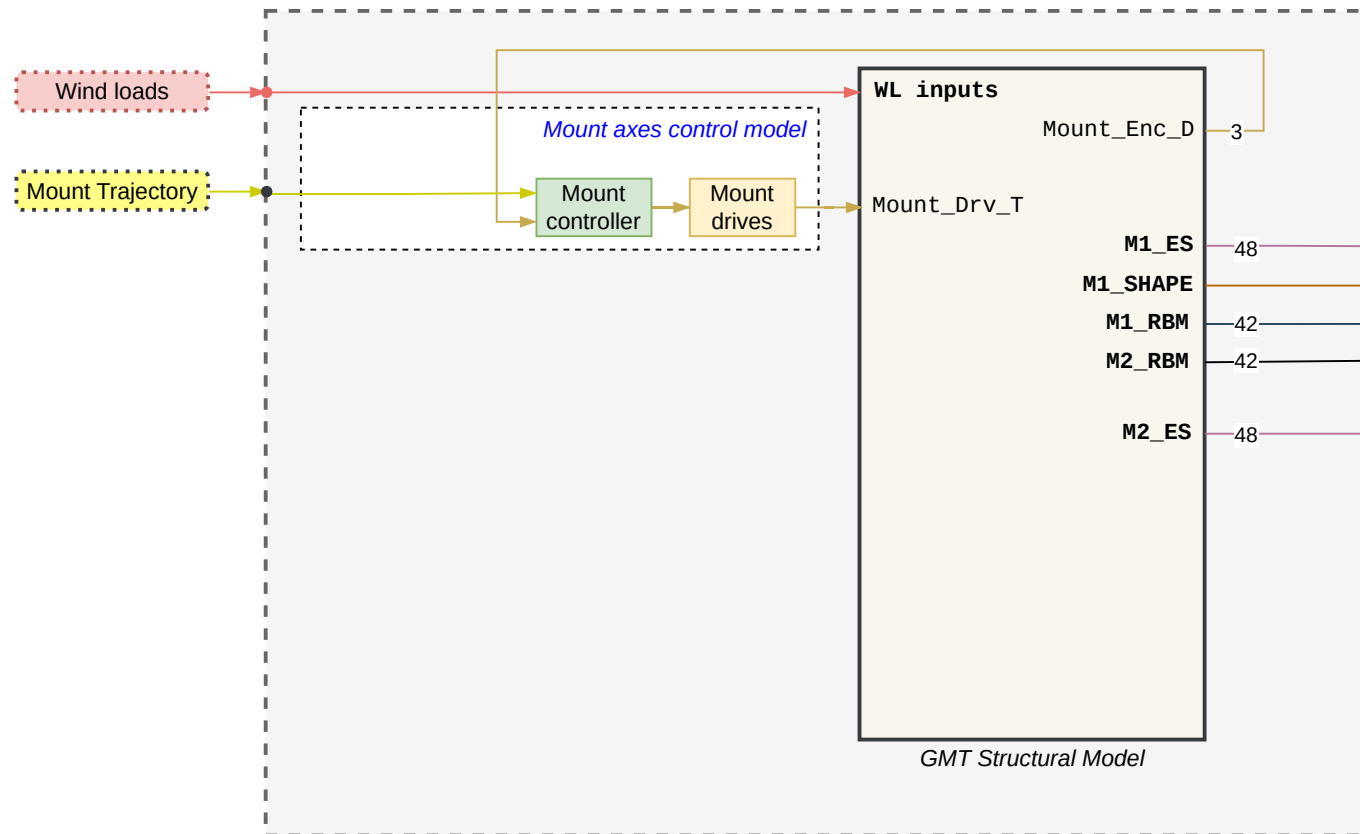 Wind loads
WL inputs
Mount axes control model
Mount_Enc_D
3
Mount Trajectory
Mount
controller
Mount
drives
Mount_Drv_T
M1_ES
48
M1_SHAPE
M1_RBM
42
M2_RBM
42
M2_ES
48
GMT Structural Model